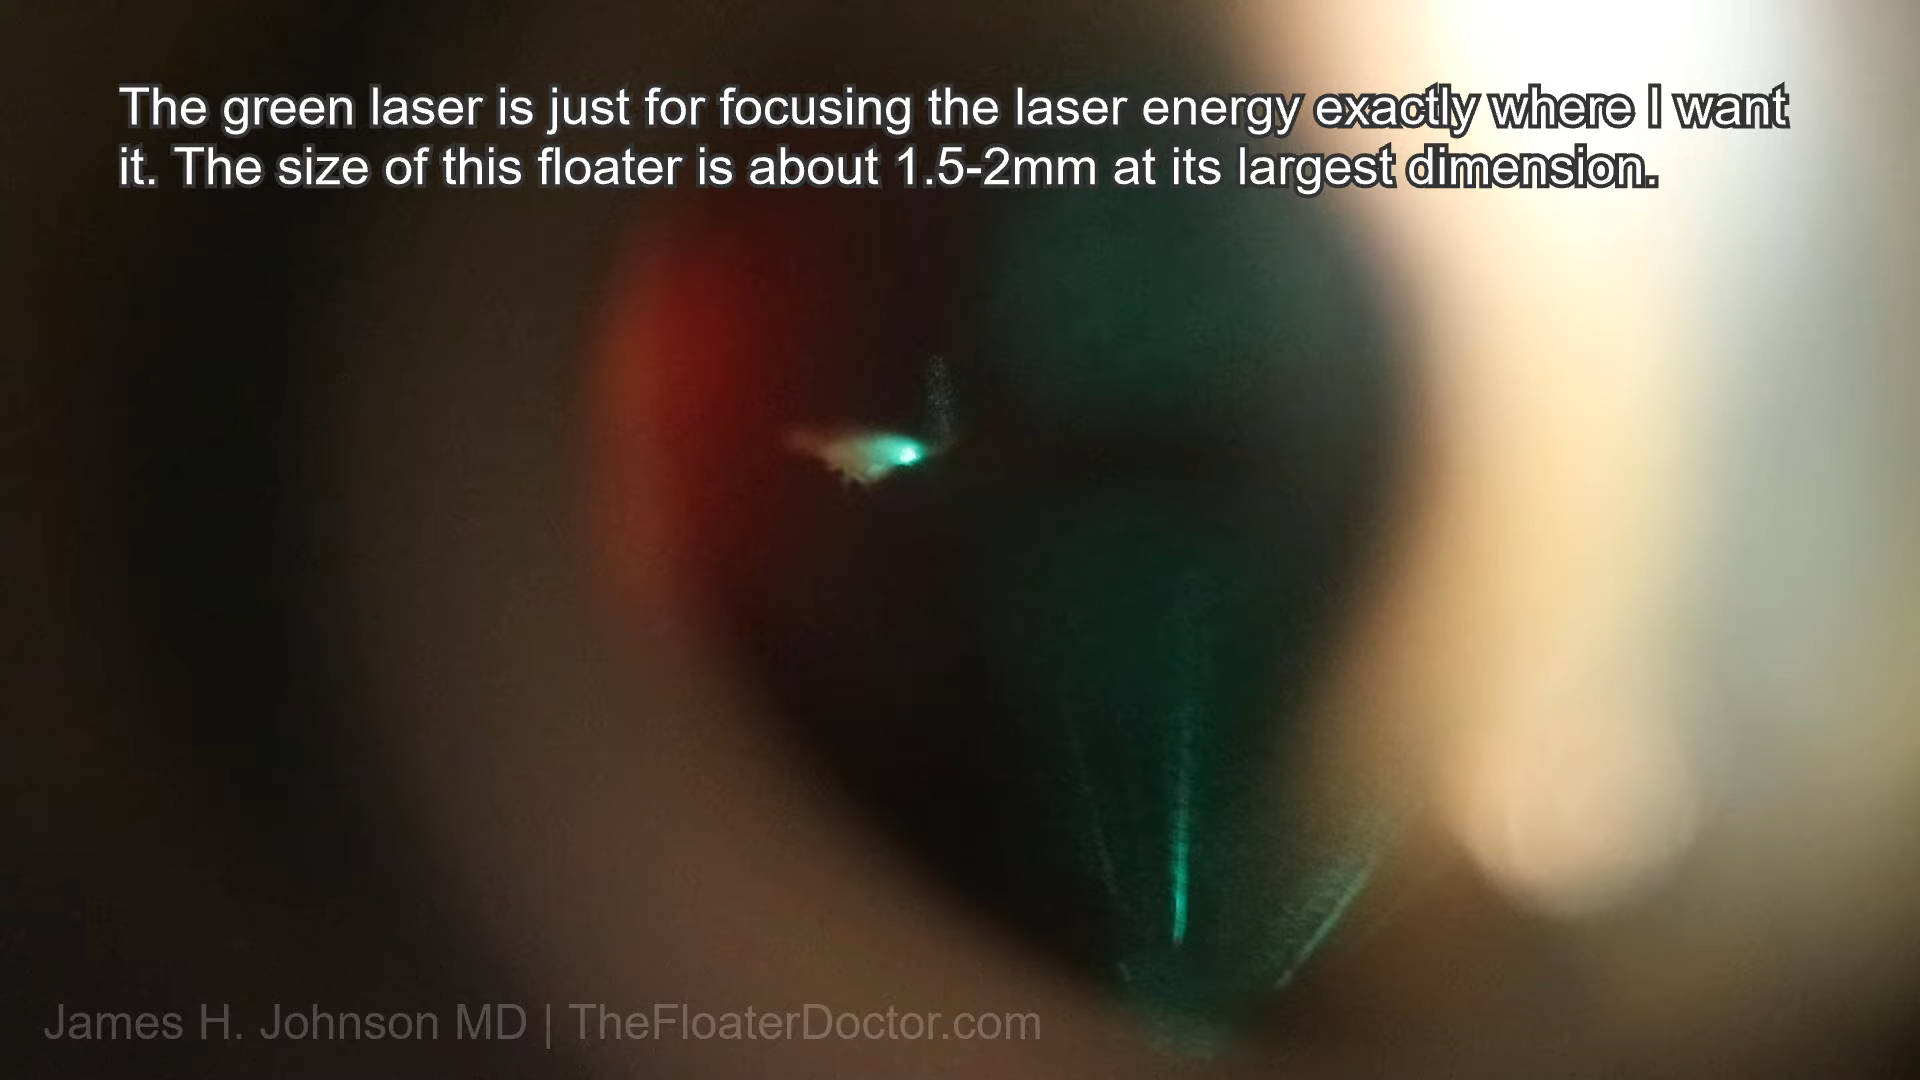 The green laser is just for focusing the laser energy exactly where I want
it. The size of this floater is about 1.5-2mm at its largest dimension.
James H. Johnson MD | TheFloaterDoctor.com